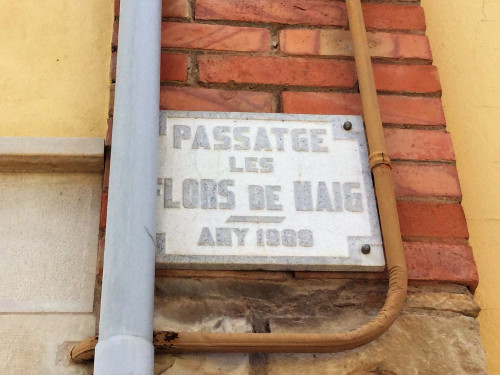 PASSATGE
LES
FLORS DE MAIG
ANY 1989